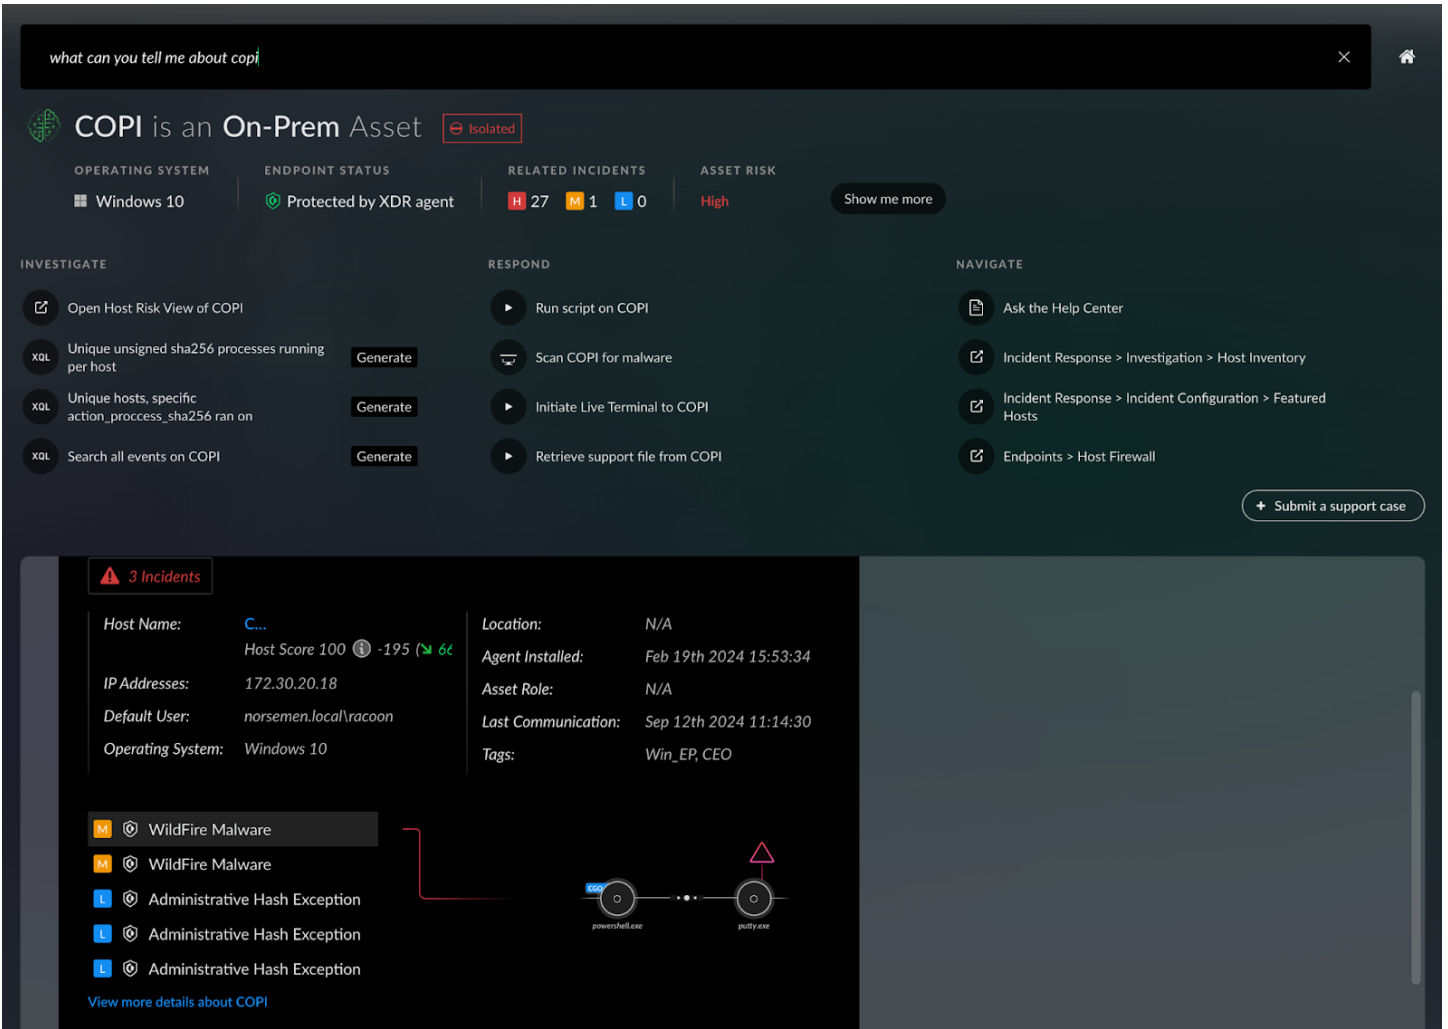 what can you tell me about copi
COPI is an On-Prem Asset
Isolated
OPERATING SYSTEM
Windows 10
ENDPOINT STATUS
Protected by XDR agent
RELATED INCIDENTS
H 27 M 1 L 0
ASSET RISK
High
Show me more
INVESTIGATE
Open Host Risk View of COPI
XQL
Unique unsigned sha256 processes running
per host
Generate
XQL
Unique hosts, specific
action_proccess_sha256 ran on
Generate
XQL
Search all events on COPI
Generate
RESPOND
Run script on COPI
Scan COPI for malware
Initiate Live Terminal to COPI
Retrieve support file from COPI
NAVIGATE
Ask the Help Center
Incident Response > Investigation > Host Inventory
Incident Response > Incident Configuration > Featured
Hosts
Endpoints > Host Firewall
+ Submit a support case
3 Incidents
Host Name: C...
Host Score 100 i -195 (↘ 66
IP Addresses: 172.30.20.18
Default User: norsemen.local\racoon
Operating System: Windows 10
Location: N/A
Agent Installed: Feb 19th 2024 15:53:34
Asset Role: N/A
Last Communication: Sep 12th 2024 11:14:30
Tags: Win_EP, CEO
M WildFire Malware
M WildFire Malware
L Administrative Hash Exception
L Administrative Hash Exception
L Administrative Hash Exception
View more details about COPI
CGO
powershell.exe
putty.exe